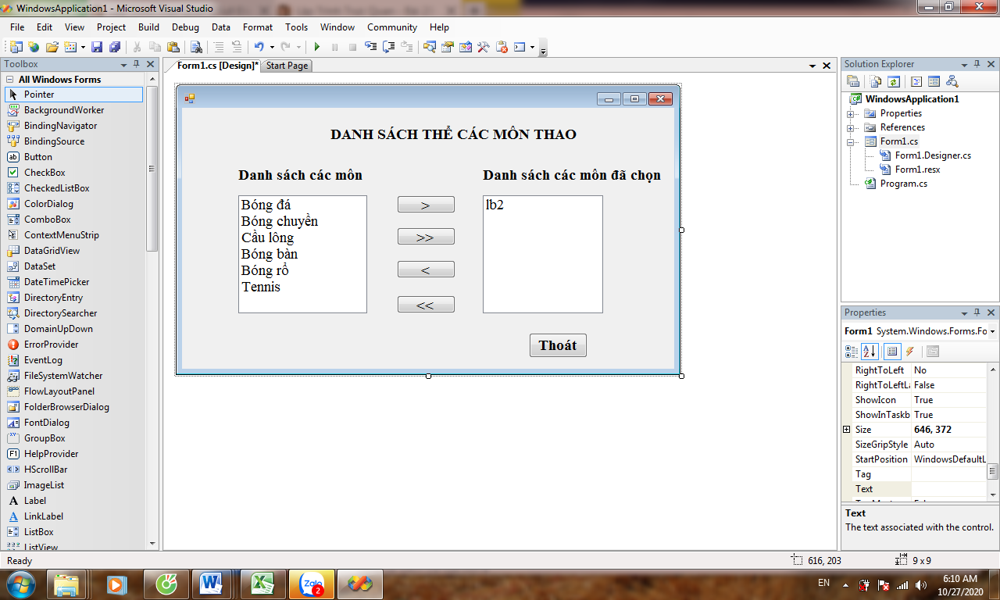 WindowsApplication1 - Microsoft Visual Studio
File Edit View Project Build Debug Data Format Tools Window Community Help
Toolbox
All Windows Forms
Pointer
BackgroundWorker
BindingNavigator
BindingSource
Button
CheckBox
CheckedListBox
ColorDialog
ComboBox
ContextMenuStrip
DataGridView
DataSet
DateTimePicker
DirectoryEntry
DirectorySearcher
DomainUpDown
ErrorProvider
EventLog
FileSystemWatcher
FlowLayoutPanel
FolderBrowserDialog
FontDialog
GroupBox
HelpProvider
HScrollBar
ImageList
Label
LinkLabel
ListBox
ListView
Form1.cs [Design]* Start Page
DANH SÁCH THỂ CÁC MÔN THAO
Danh sách các môn
Danh sách các môn đã chọn
Bóng đá
Bóng chuyền
Cầu lông
Bóng bàn
Bóng rổ
Tennis
>
>>
<
<<
lb2
Thoát
Solution Explorer
WindowsApplication1
Properties
References
Form1.cs
Form1.Designer.cs
Form1.resx
Program.cs
Properties
Form1 System.Windows.Forms.Fo
RightToLeft No
RightToLeftLa False
ShowIcon True
ShowInTaskb True
Size 646, 372
SizeGripStyle Auto
StartPosition WindowsDefaultL
Tag
Text
Text
The text associated with the control.
Ready
616, 203
9 x 9
Zalo
2
EN
6:10 AM
10/27/2020